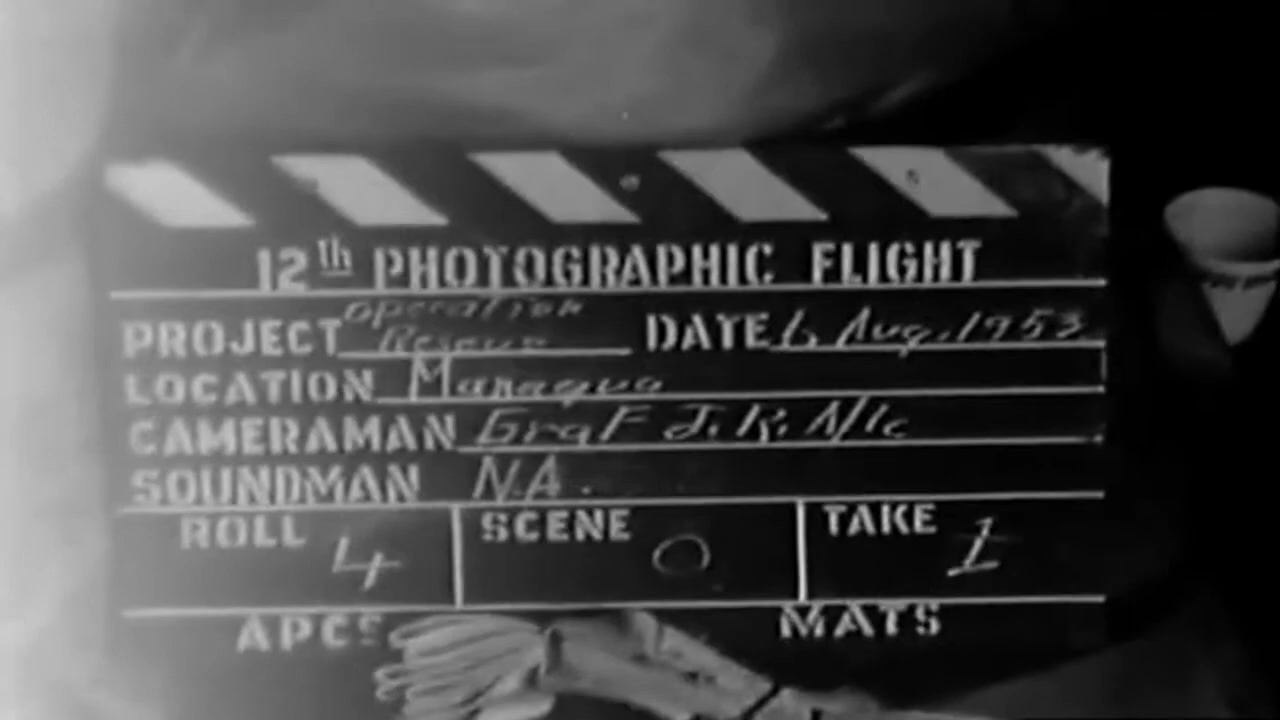 12th PHOTOGRAPHIC FLIGHT
PROJECT Operation Rescue DATE 6 Aug. 1953
LOCATION Managua
CAMERAMAN Graf J.R. A/1c
SOUNDMAN N.A.
ROLL 4 SCENE 0 TAKE 1
APCS MATS